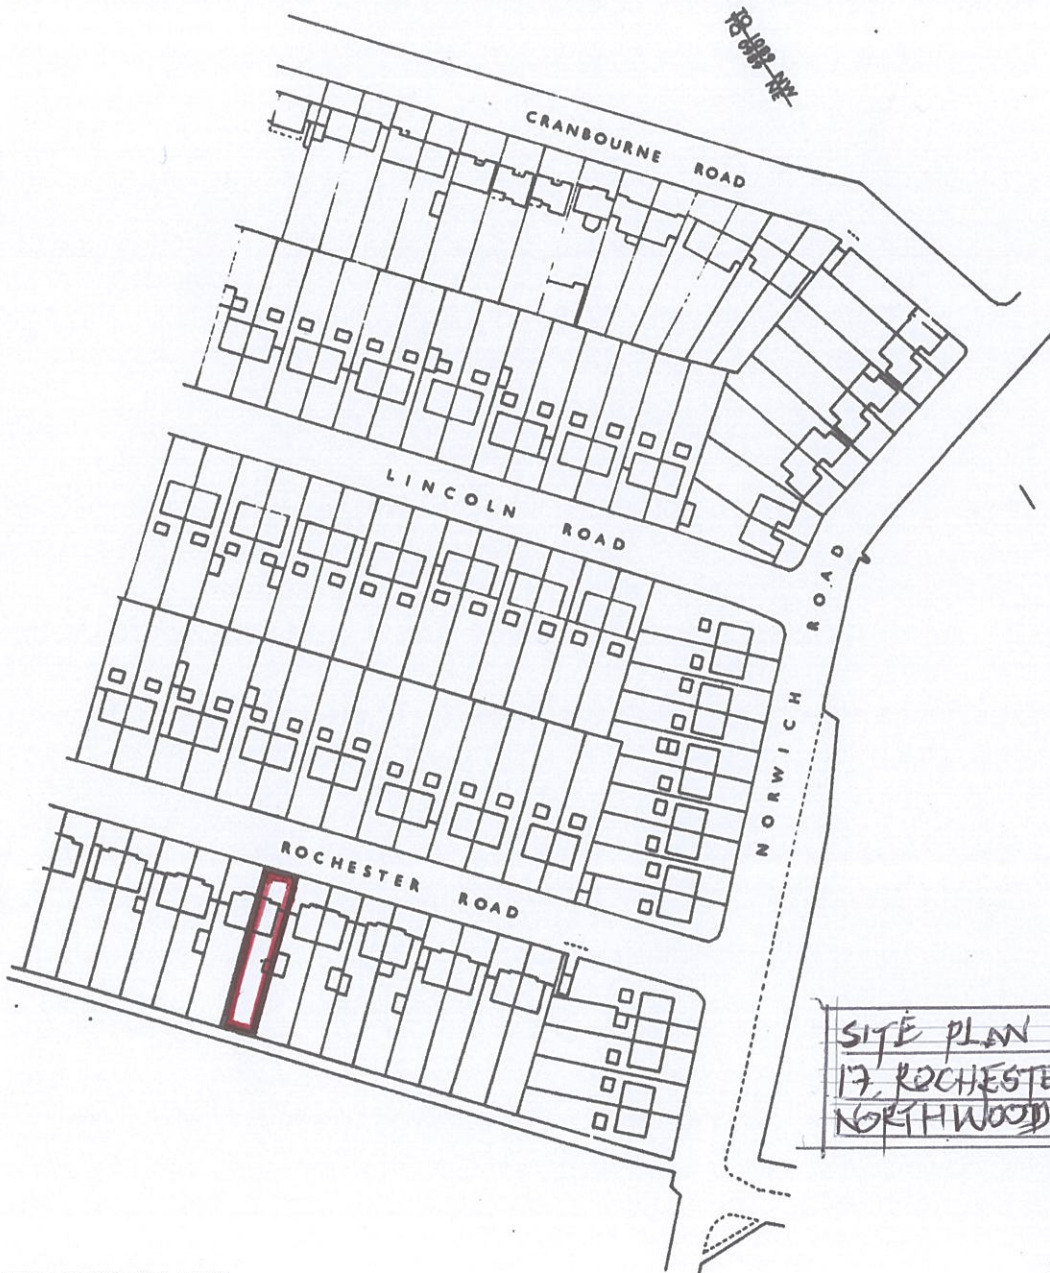 CRANBOURNE ROAD
LINCOLN ROAD
NORWICH ROAD
ROCHESTER ROAD
SITE PLAN
17, ROCHESTE
NORTHWOOD